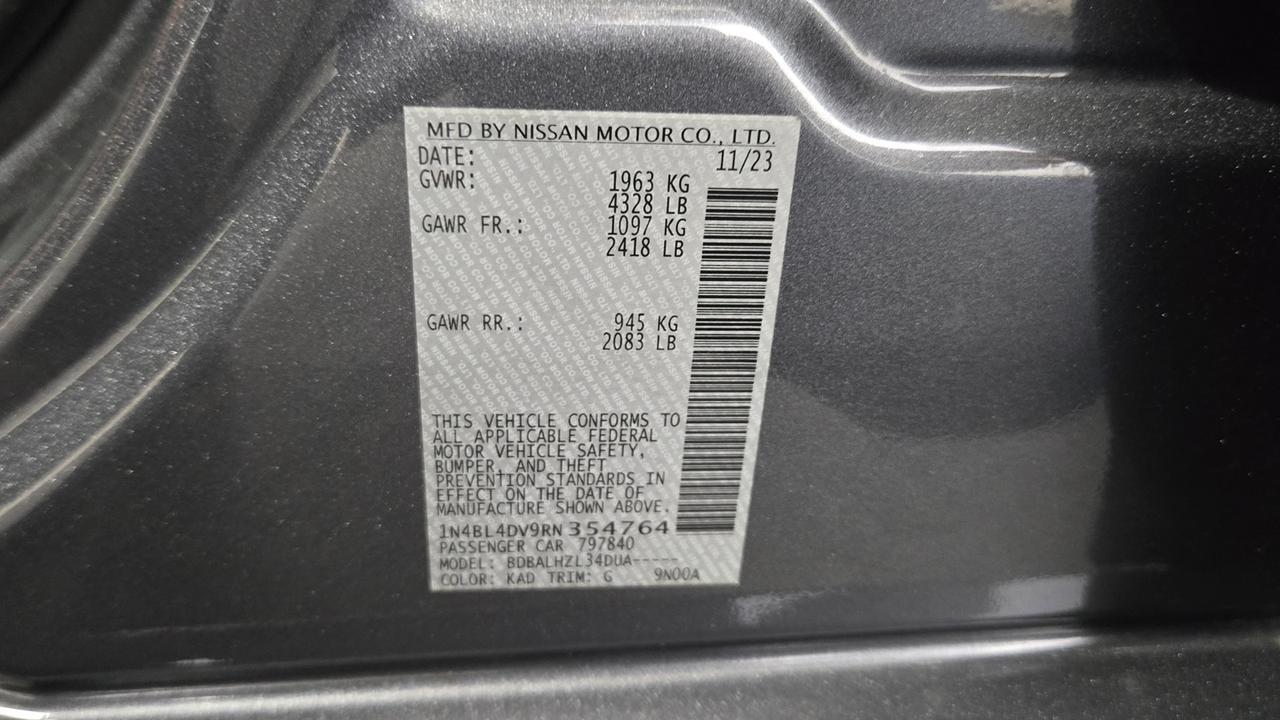 MFD BY NISSAN MOTOR CO., LTD.
DATE: 11/23
GVWR: 1963 KG
4328 LB
GAWR FR.: 1097 KG
2418 LB
GAWR RR.: 945 KG
2083 LB
THIS VEHICLE CONFORMS TO
ALL APPLICABLE FEDERAL
MOTOR VEHICLE SAFETY,
BUMPER, AND THEFT
PREVENTION STANDARDS IN
EFFECT ON THE DATE OF
MANUFACTURE SHOWN ABOVE.
1N4BL4DV9RN354764
PASSENGER CAR 797840
MODEL: BDBALHZL34DUA-----
COLOR: KAD TRIM: G 9N00A